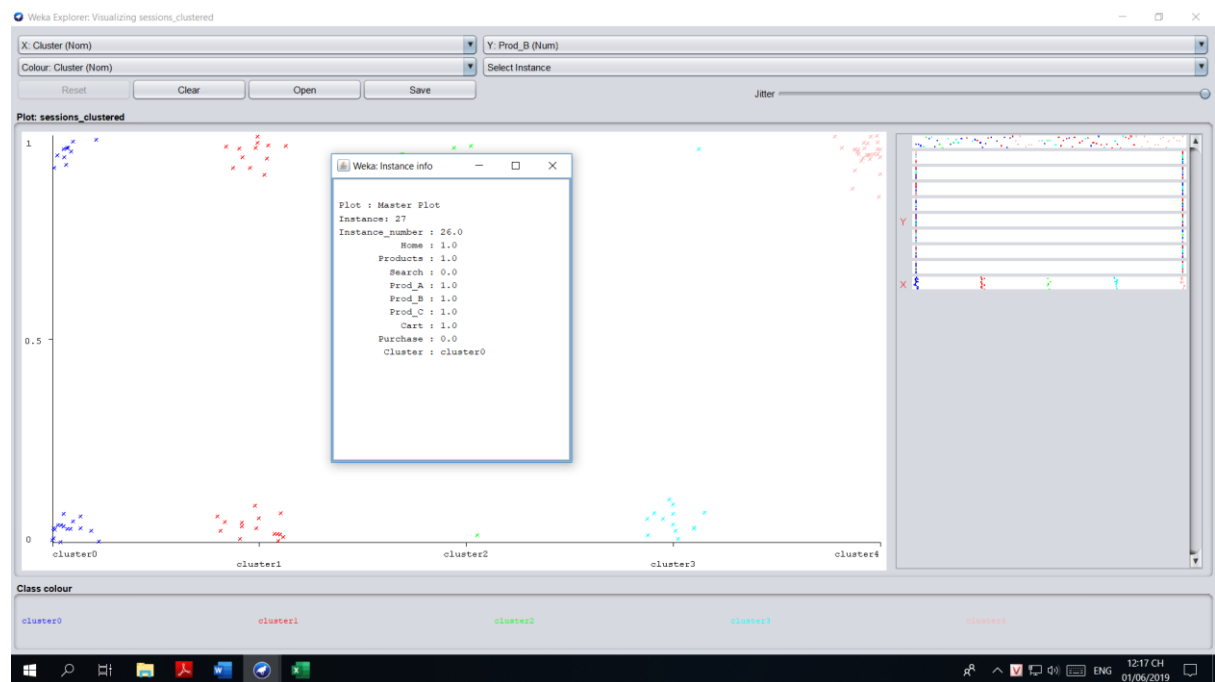 Weka Explorer: Visualizing sessions_clustered
X: Cluster (Nom)
Y: Prod_B (Num)
Colour: Cluster (Nom)
Select Instance
Reset
Clear
Open
Save
Jitter
Plot: sessions_clustered
1
0.5
0
cluster0
cluster1
cluster2
cluster3
cluster4
Weka: Instance info
Plot : Master Plot
Instance: 27
Instance_number : 26.0
Home : 1.0
Products : 1.0
Search : 0.0
Prod_A : 1.0
Prod_B : 1.0
Prod_C : 1.0
Cart : 1.0
Purchase : 0.0
Cluster : cluster0
Y
X
Class colour
cluster0
cluster1
cluster2
cluster3
cluster4
ENG
12:17 CH
01/06/2019